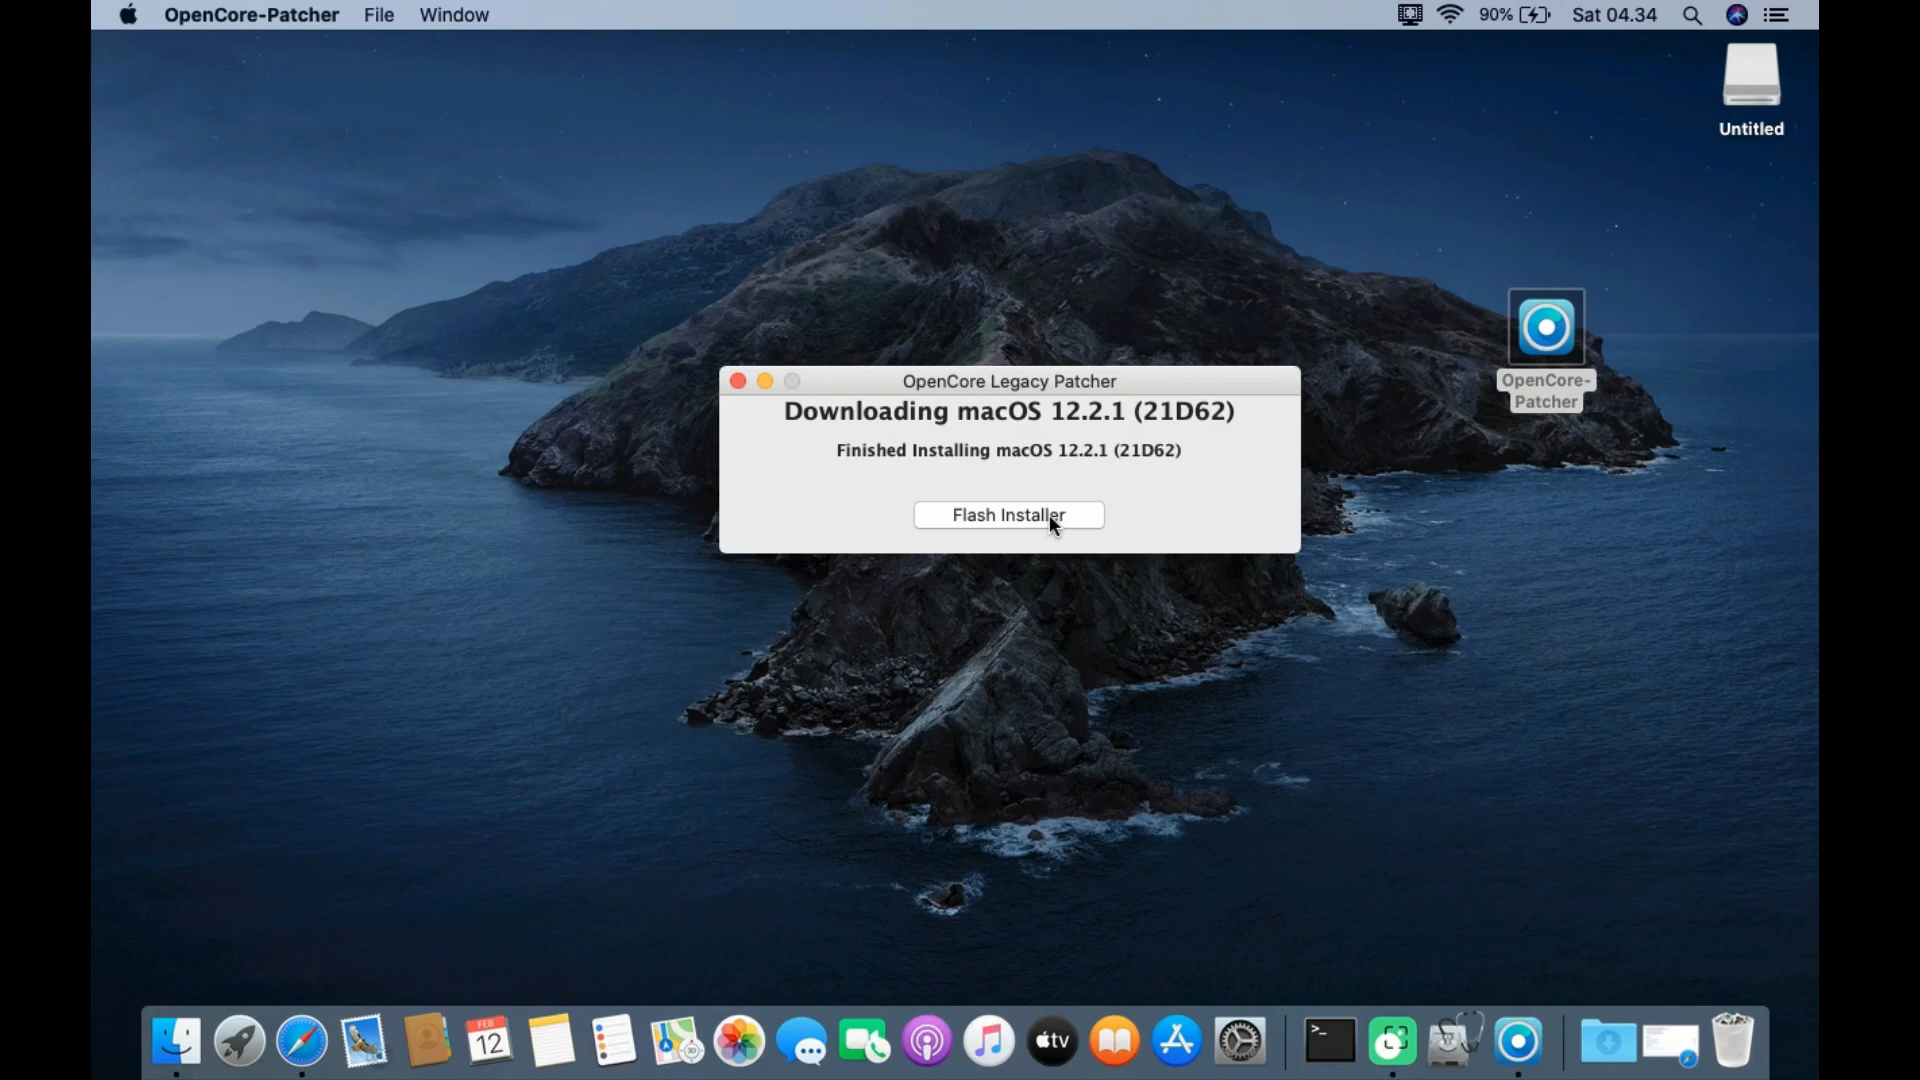 OpenCore-Patcher File Window 90% Sat 04.34
Untitled
OpenCore-
Patcher
OpenCore Legacy Patcher
Downloading macOS 12.2.1 (21D62)
Finished Installing macOS 12.2.1 (21D62)
Flash Installer
FEB
12
3D
tv
>_